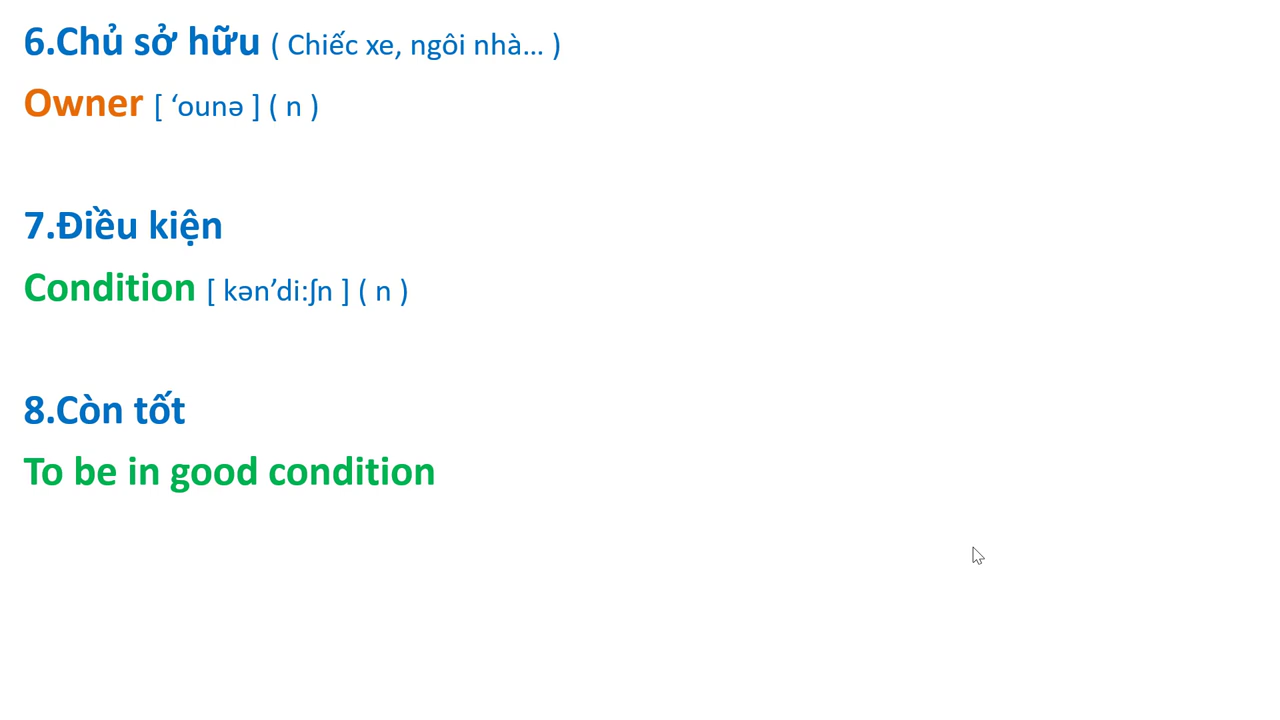 6.Chủ sở hữu ( Chiếc xe, ngôi nhà... )
Owner [ ‘ounə ] ( n )
7.Điều kiện
Condition [ kən’di:ʃn ] ( n )
8.Còn tốt
To be in good condition